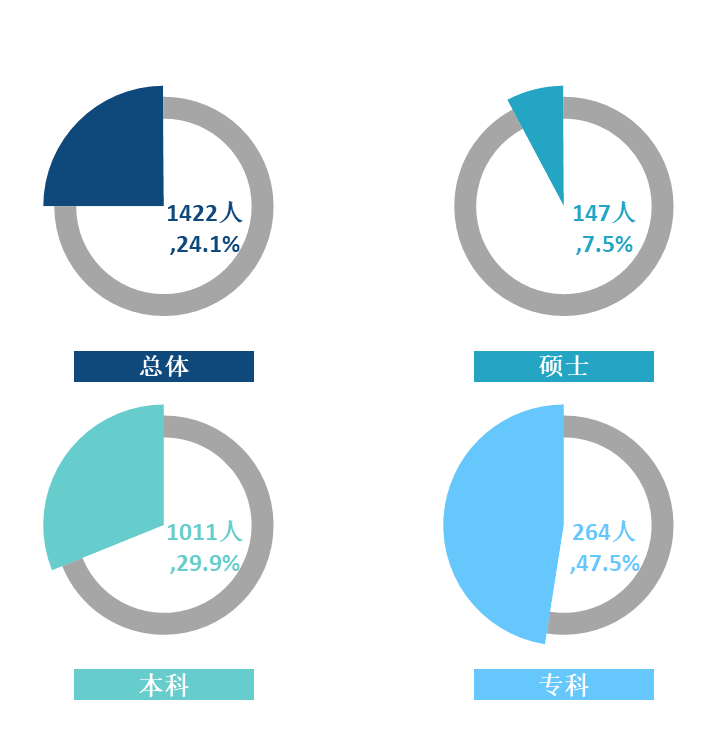 1422人
,24.1%
147人
,7.5%
总体
硕士
1011人
,29.9%
264人
,47.5%
本科
专科